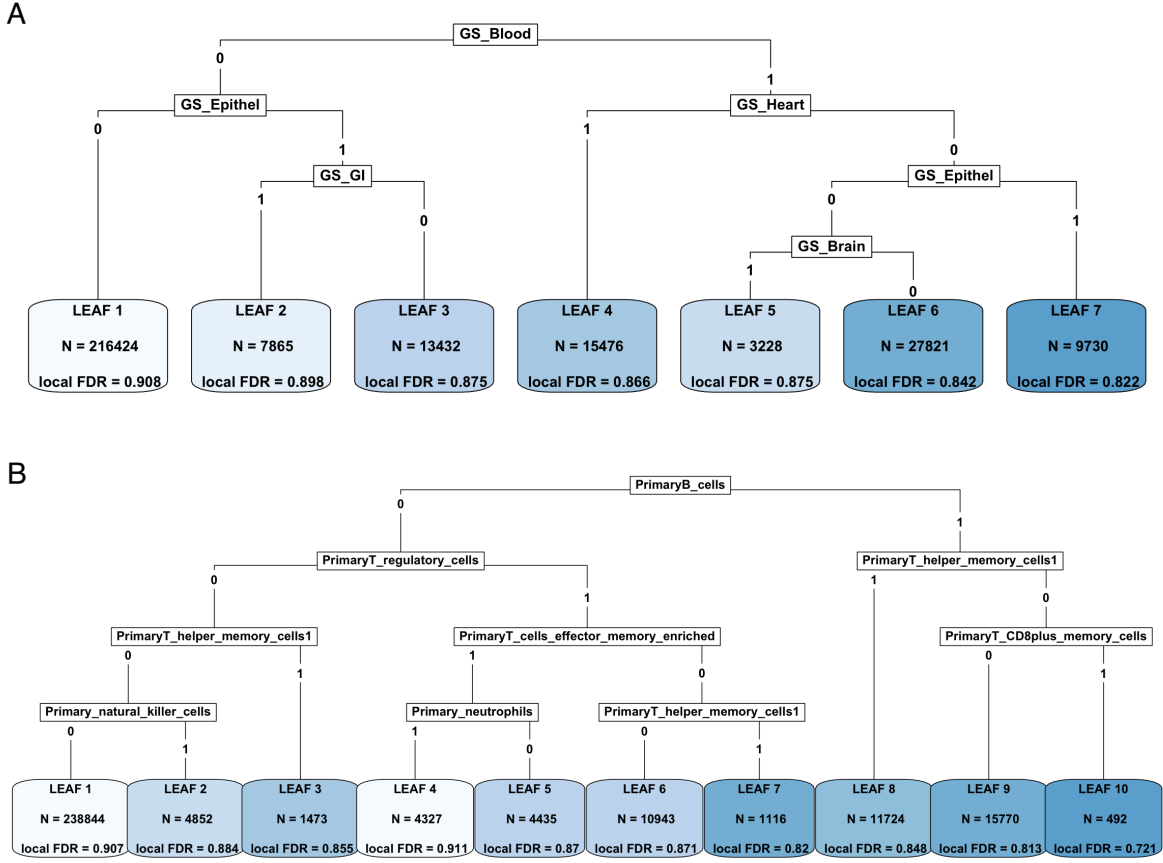 A
GS_Blood
0
1
GS_Epithel
GS_Heart
0
1
1
0
GS_GI
GS_Epithel
1
0
0
1
GS_Brain
1
0
LEAF 1
N = 216424
local FDR = 0.908
LEAF 2
N = 7865
local FDR = 0.898
LEAF 3
N = 13432
local FDR = 0.875
LEAF 4
N = 15476
local FDR = 0.866
LEAF 5
N = 3228
local FDR = 0.875
LEAF 6
N = 27821
local FDR = 0.842
LEAF 7
N = 9730
local FDR = 0.822
B
PrimaryB_cells
0
1
PrimaryT_regulatory_cells
PrimaryT_helper_memory_cells1
0
1
1
0
PrimaryT_helper_memory_cells1
PrimaryT_cells_effector_memory_enriched
PrimaryT_CD8plus_memory_cells
0
1
1
0
0
1
Primary_natural_killer_cells
Primary_neutrophils
PrimaryT_helper_memory_cells1
0
1
1
0
0
1
LEAF 1
N = 238844
local FDR = 0.907
LEAF 2
N = 4852
local FDR = 0.884
LEAF 3
N = 1473
local FDR = 0.855
LEAF 4
N = 4327
local FDR = 0.911
LEAF 5
N = 4435
local FDR = 0.87
LEAF 6
N = 10943
local FDR = 0.871
LEAF 7
N = 1116
local FDR = 0.82
LEAF 8
N = 11724
local FDR = 0.848
LEAF 9
N = 15770
local FDR = 0.813
LEAF 10
N = 492
local FDR = 0.721